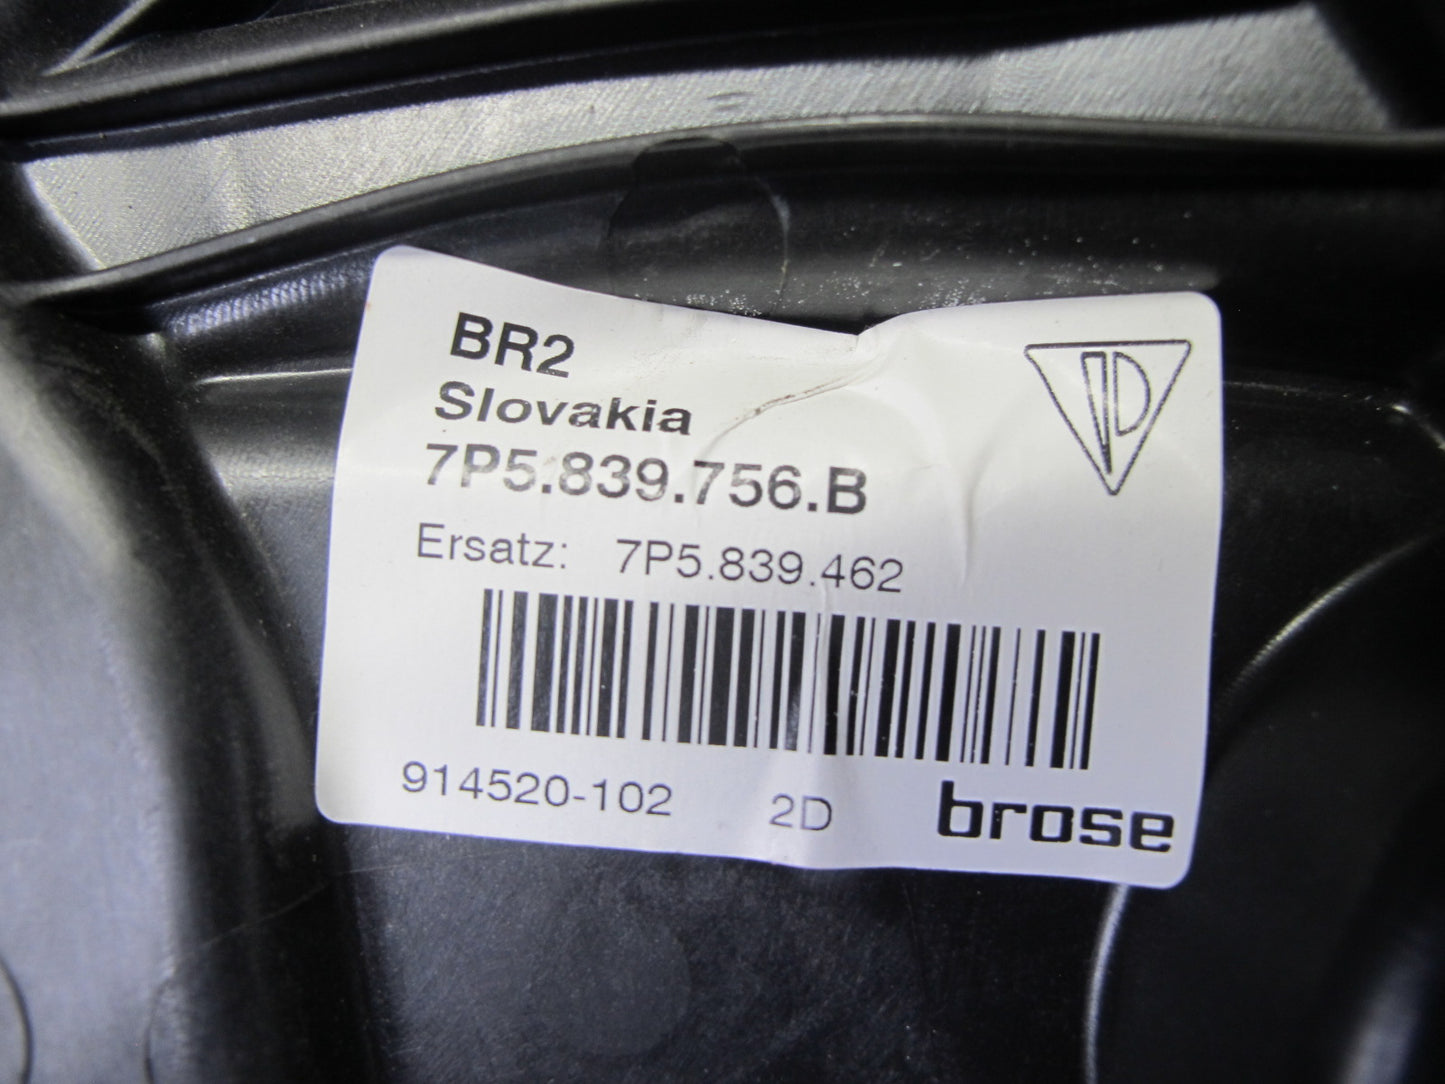 BR2
Slovakia
7P5.839.756.B
Ersatz: 7P5.839.462
914520-102 2D brose